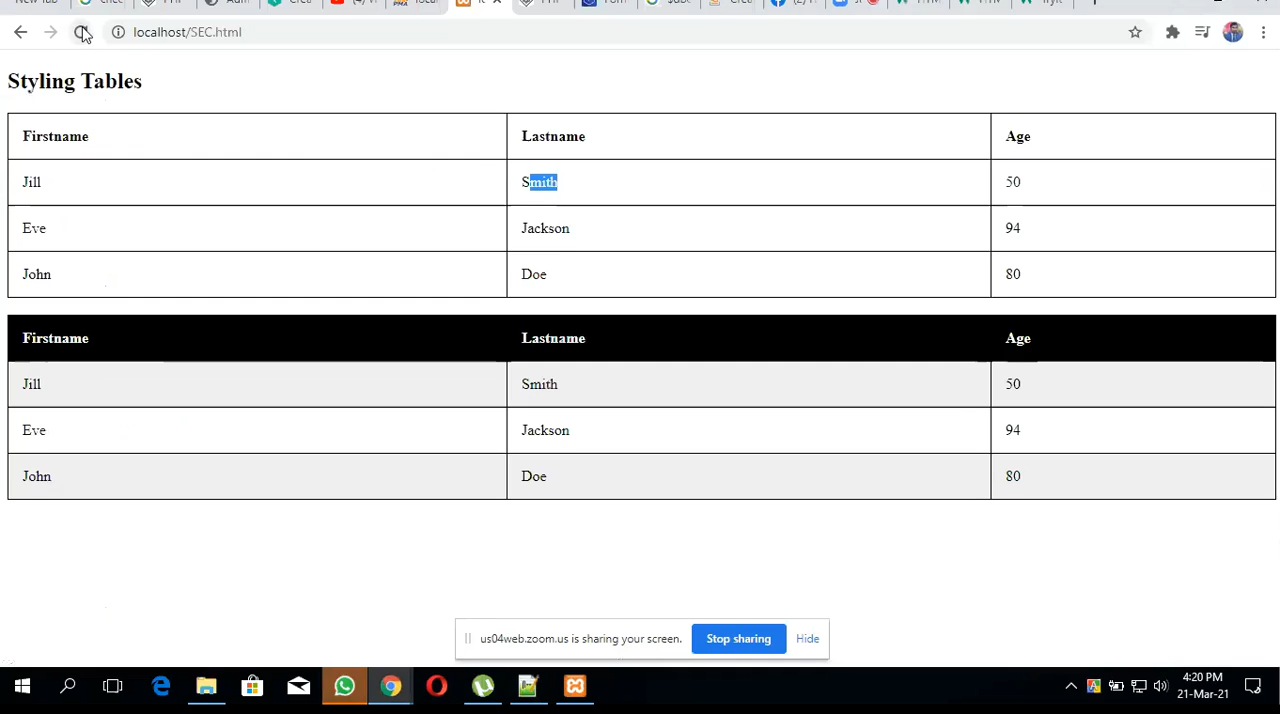 New Tab
localhost/SEC.html
Styling Tables
Firstname Lastname Age
Jill Smith 50
Eve Jackson 94
John Doe 80
Firstname Lastname Age
Jill Smith 50
Eve Jackson 94
John Doe 80
us04web.zoom.us is sharing your screen. Stop sharing Hide
4:20 PM
21-Mar-21